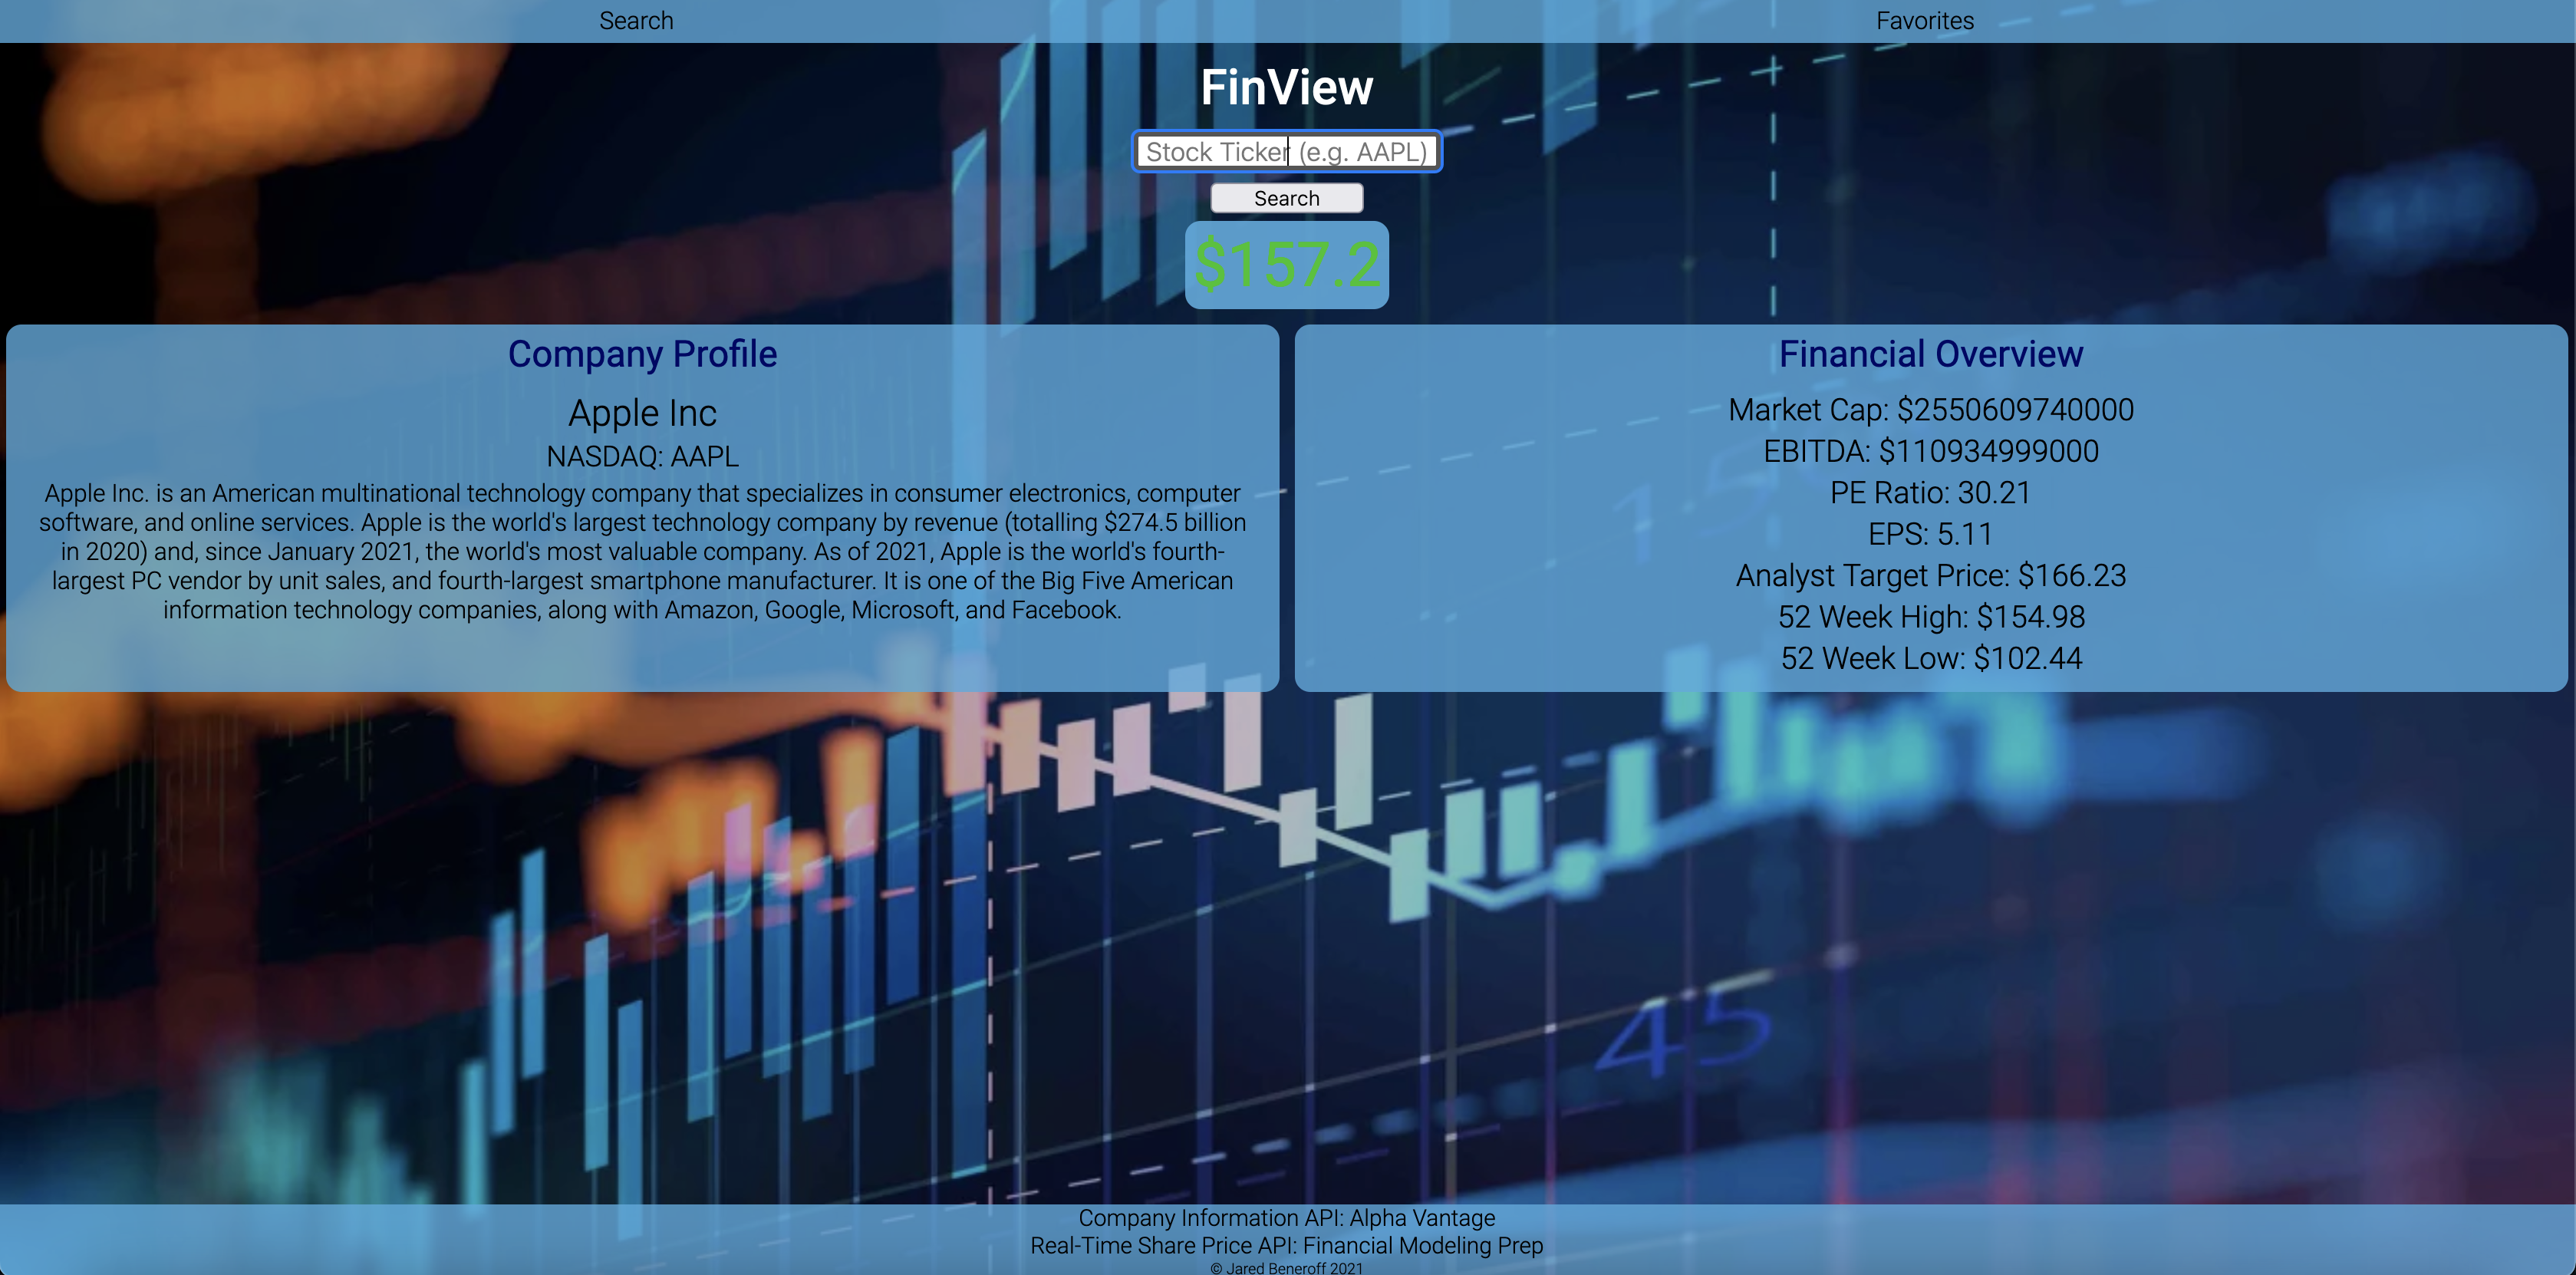 Search
Favorites
FinView
Stock Ticker (e.g. AAPL)
Search
$157.2
Company Profile
Apple Inc
NASDAQ: AAPL
Apple Inc. is an American multinational technology company that specializes in consumer electronics, computer
software, and online services. Apple is the world's largest technology company by revenue (totalling $274.5 billion
in 2020) and, since January 2021, the world's most valuable company. As of 2021, Apple is the world's fourth-
largest PC vendor by unit sales, and fourth-largest smartphone manufacturer. It is one of the Big Five American
information technology companies, along with Amazon, Google, Microsoft, and Facebook.
Financial Overview
Market Cap: $2550609740000
EBITDA: $110934999000
PE Ratio: 30.21
EPS: 5.11
Analyst Target Price: $166.23
52 Week High: $154.98
52 Week Low: $102.44
15
45
Company Information API: Alpha Vantage
Real-Time Share Price API: Financial Modeling Prep
© Jared Beneroff 2021